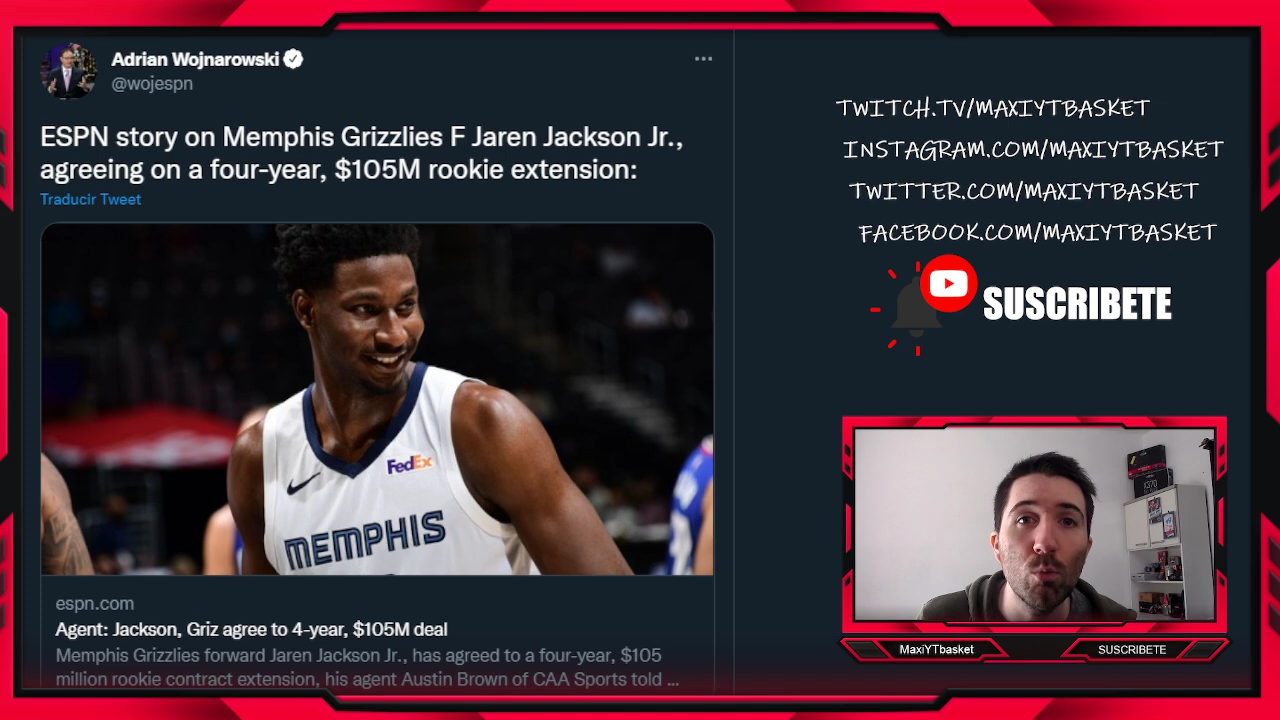 Adrian Wojnarowski
@wojespn
ESPN story on Memphis Grizzlies F Jaren Jackson Jr.,
agreeing on a four-year, $105M rookie extension:
Traducir Tweet
FedEx
MEMPHIS
espn.com
Agent: Jackson, Griz agree to 4-year, $105M deal
Memphis Grizzlies forward Jaren Jackson Jr., has agreed to a four-year, $105
million rookie contract extension, his agent Austin Brown of CAA Sports told ...
TWITCH.TV/MAXIYTBASKET
INSTAGRAM.COM/MAXIYTBASKET
TWITTER.COM/MAXIYTBASKET
FACEBOOK.COM/MAXIYTBASKET
SUSCRIBETE
MaxiYTbasket
SUSCRIBETE